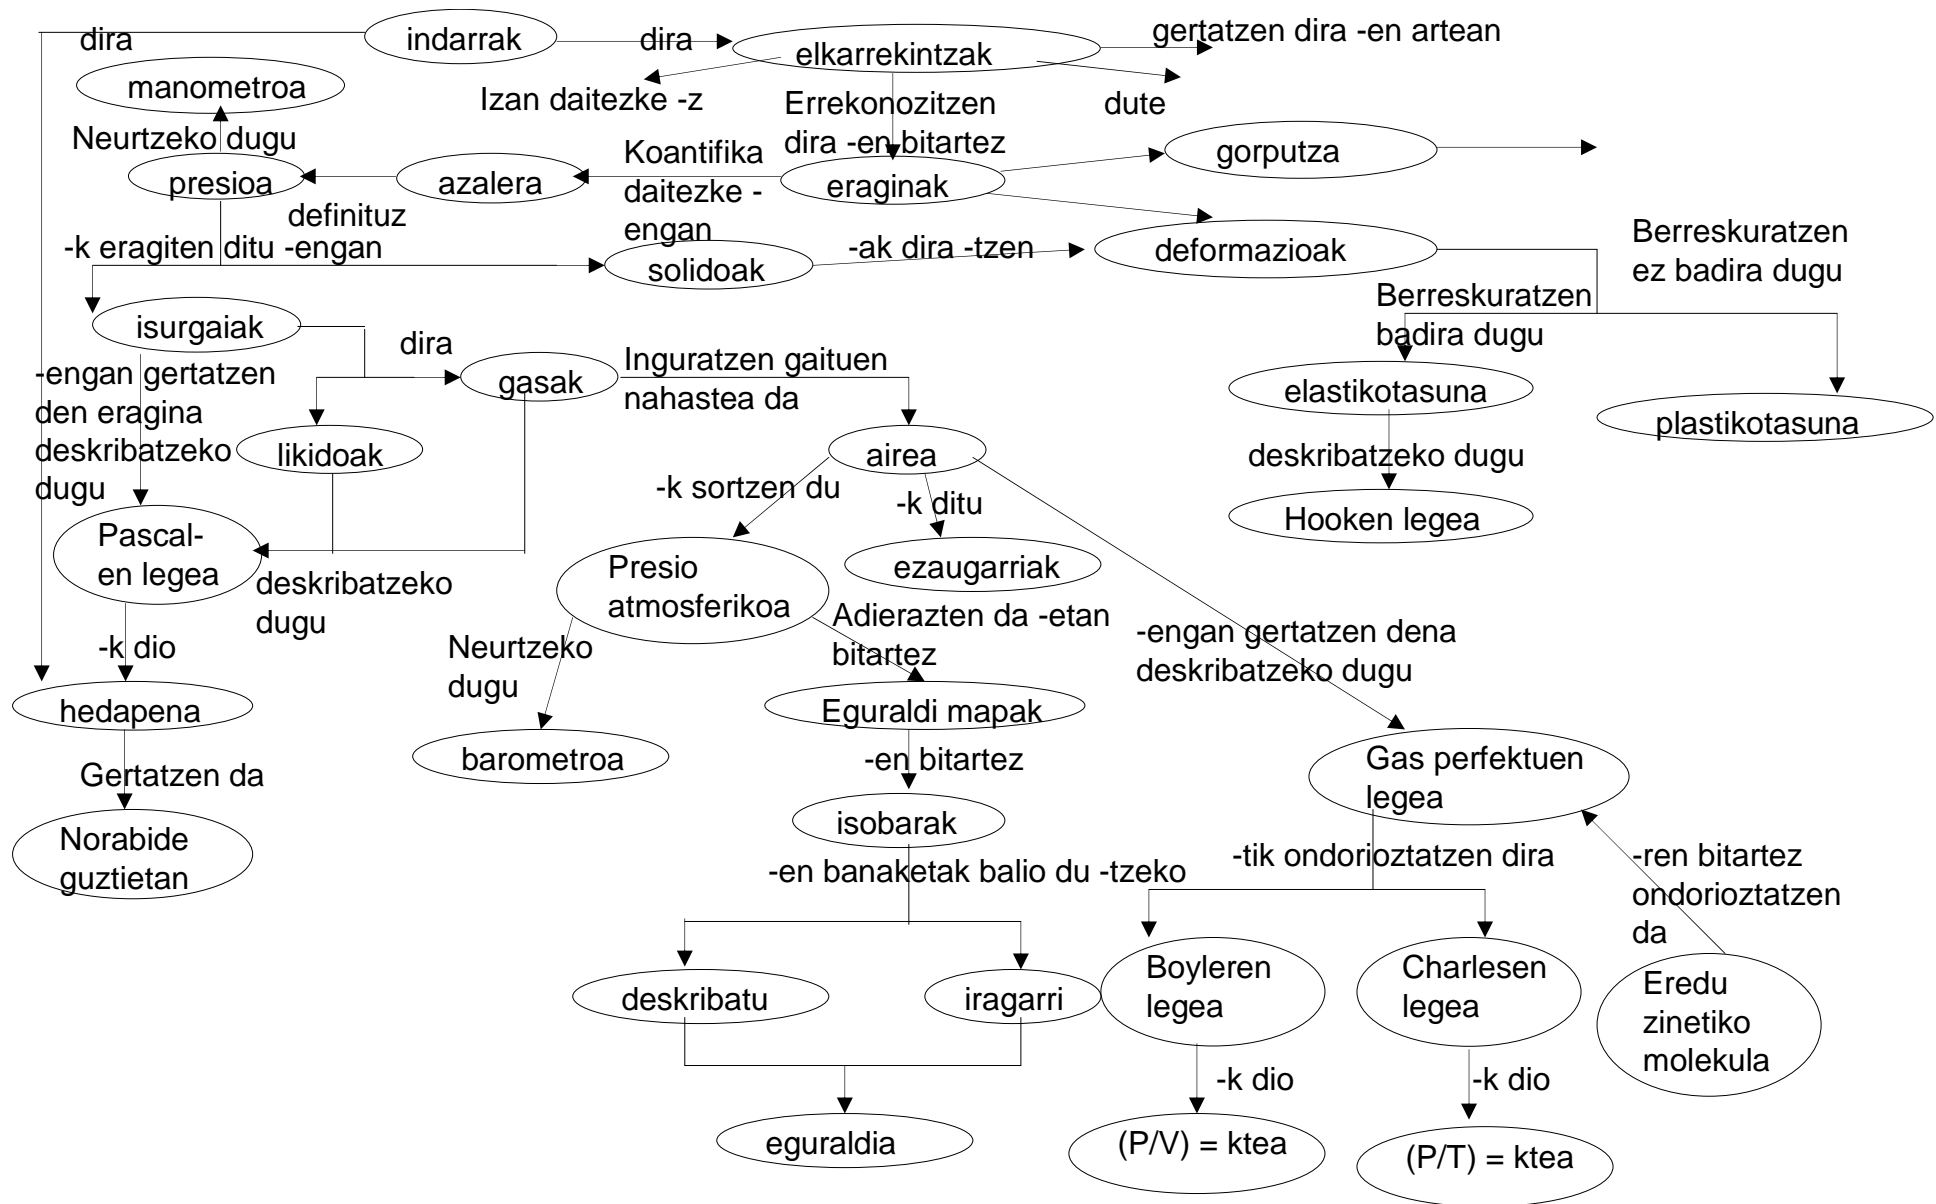 dira
indarrak
dira
elkarrekintzak
gertatzen dira -en artean
manometroa
Izan daitezke -z
Errekonozitzen
dira -en bitartez
dute
Neurtzeko dugu
presioa
azalera
Koantifika
daitezke -
engan
eraginak
gorputza
definituz
-k eragiten ditu -engan
solidoak
-ak dira -tzen
deformazioak
Berreskuratzen
ez badira dugu
isurgaiak
Berreskuratzen
badira dugu
dira
gasak
Inguratzen gaituen
nahastea da
-engan gertatzen
den eragina
deskribatzeko
dugu
elastikotasuna
plastikotasuna
likidoak
airea
deskribatzeko dugu
-k sortzen du
-k ditu
Hooken legea
Pascal-
en legea
deskribatzeko
dugu
Presio
atmosferikoa
ezaugarriak
-k dio
Neurtzeko
dugu
Adierazten da -etan
bitartez
-engan gertatzen dena
deskribatzeko dugu
hedapena
barometroa
Eguraldi mapak
Gertatzen da
-en bitartez
Gas perfektuen
legea
Norabide
guztietan
isobarak
-en banaketak balio du -tzeko
-tik ondorioztatzen dira
-ren bitartez
ondorioztatzen
da
deskribatu
iragarri
Boyleren
legea
Charlesen
legea
Eredu
zinetiko
molekula
-k dio
-k dio
eguraldia
(P/V) = ktea
(P/T) = ktea